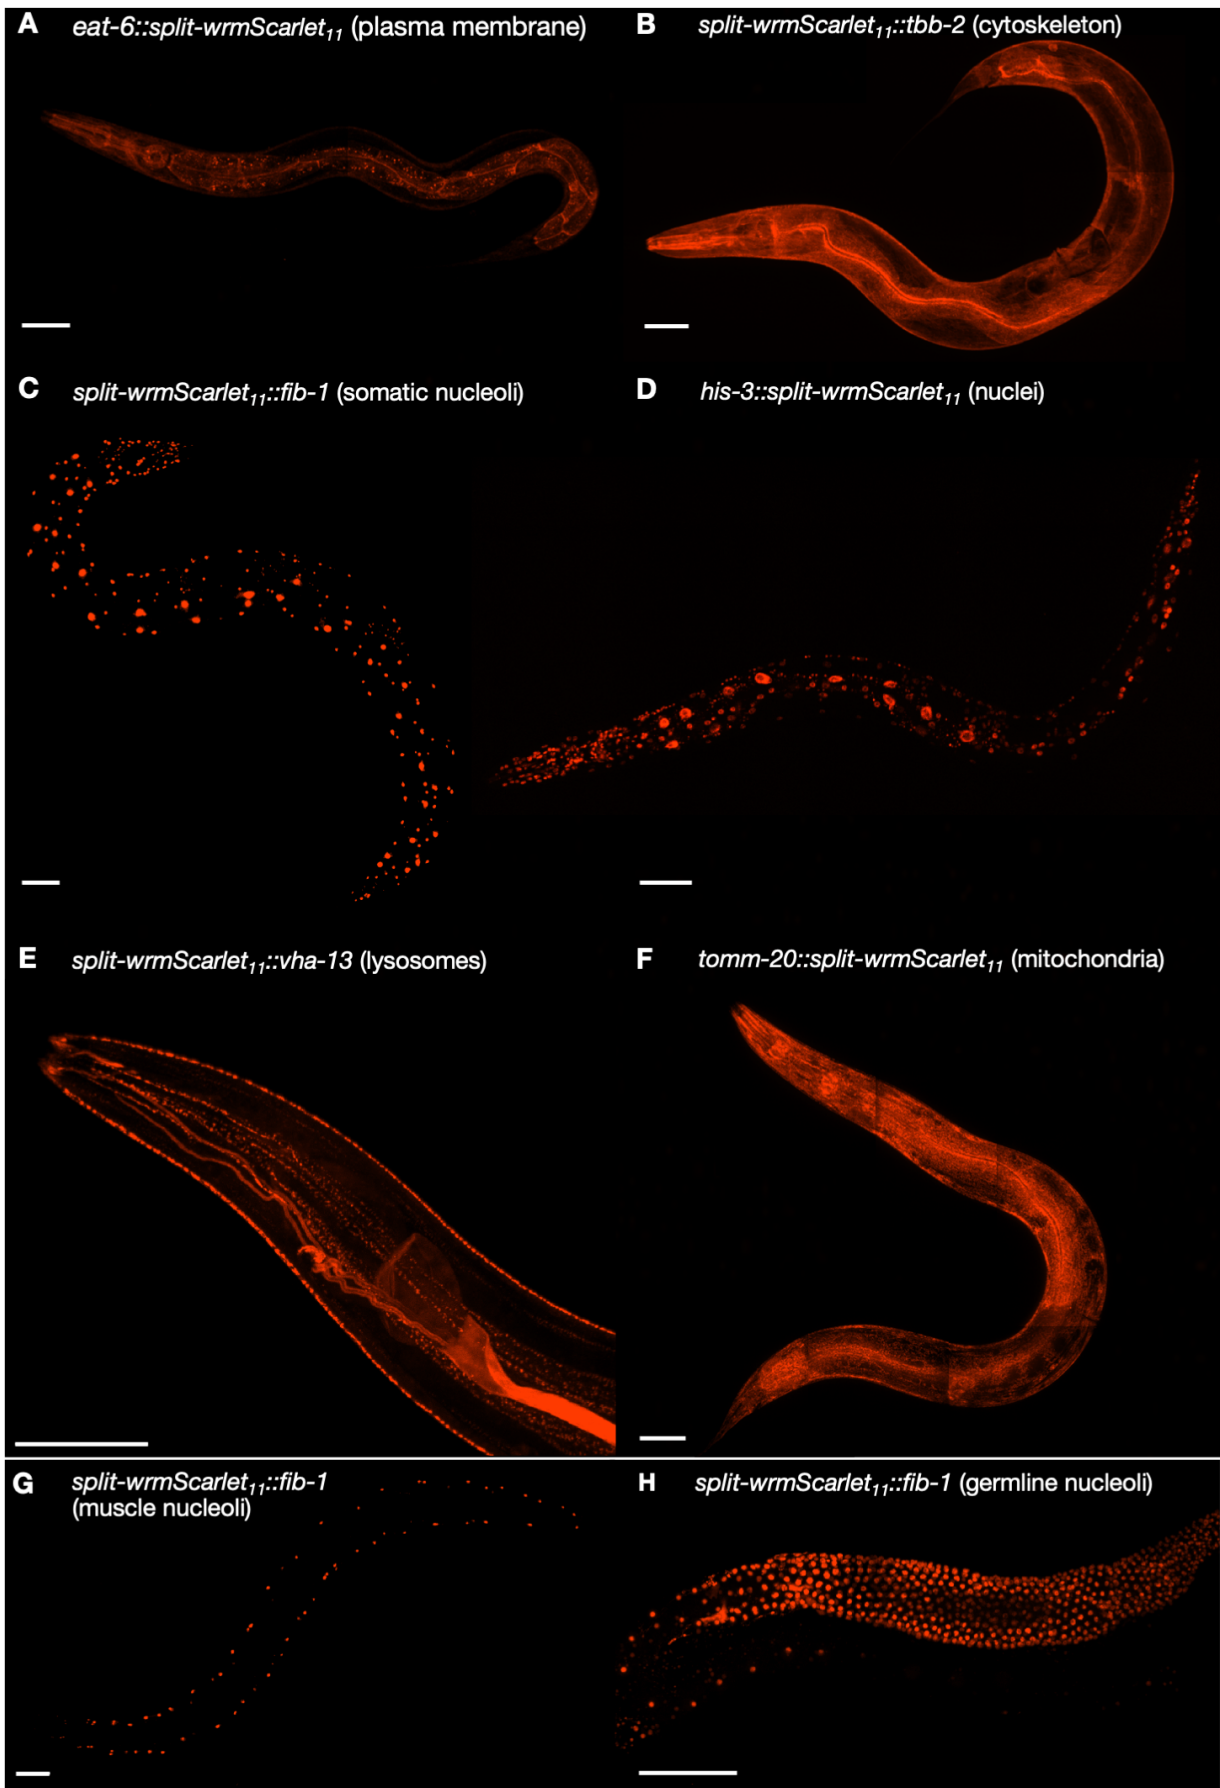 A eat-6::split-wrmScarlet₁₁ (plasma membrane)
B split-wrmScarlet₁₁::tbb-2 (cytoskeleton)
C split-wrmScarlet₁₁::fib-1 (somatic nucleoli)
D his-3::split-wrmScarlet₁₁ (nuclei)
E split-wrmScarlet₁₁::vha-13 (lysosomes)
F tomm-20::split-wrmScarlet₁₁ (mitochondria)
G split-wrmScarlet₁₁::fib-1
(muscle nucleoli)
H split-wrmScarlet₁₁::fib-1 (germline nucleoli)